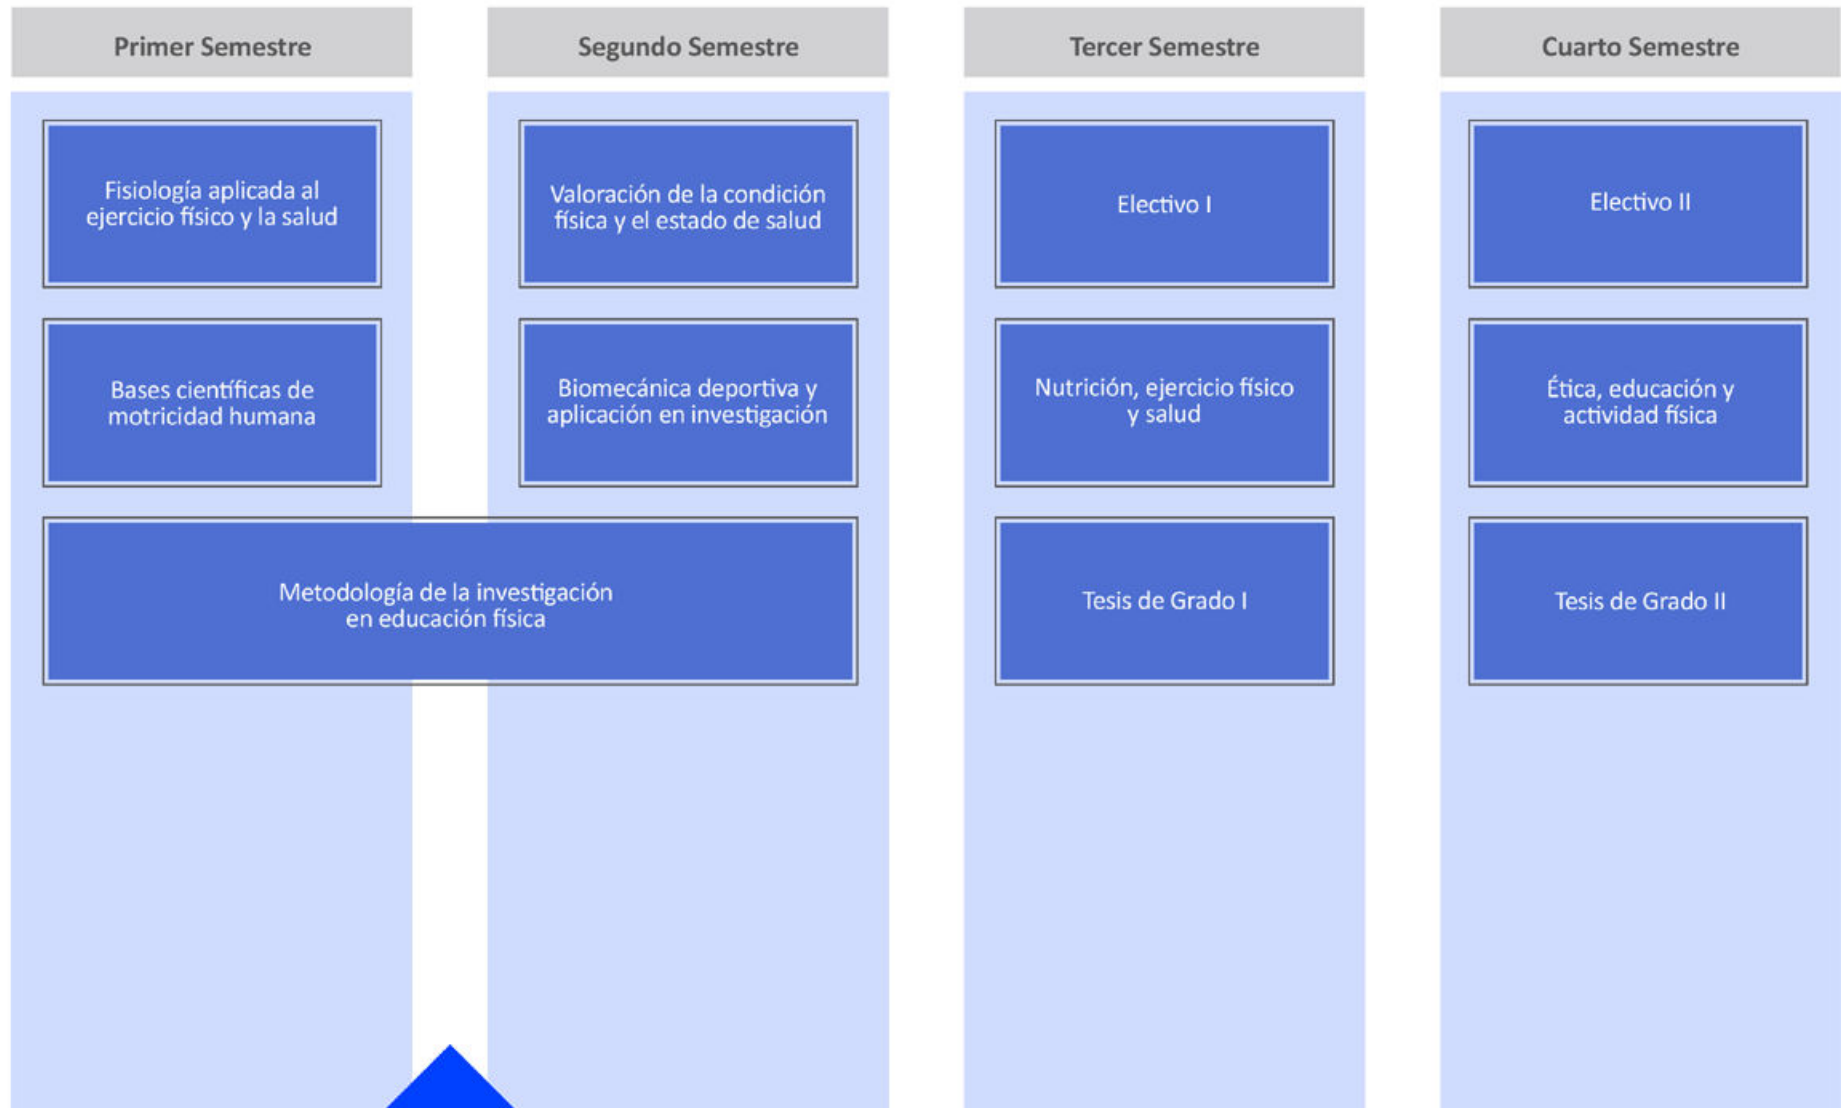 Primer Semestre
Segundo Semestre
Tercer Semestre
Cuarto Semestre
Fisiología aplicada al
ejercicio físico y la salud
Valoración de la condición
física y el estado de salud
Electivo I
Electivo II
Bases científicas de
motricidad humana
Biomecánica deportiva y
aplicación en investigación
Nutrición, ejercicio físico
y salud
Ética, educación y
actividad física
Metodología de la investigación
en educación física
Tesis de Grado I
Tesis de Grado II